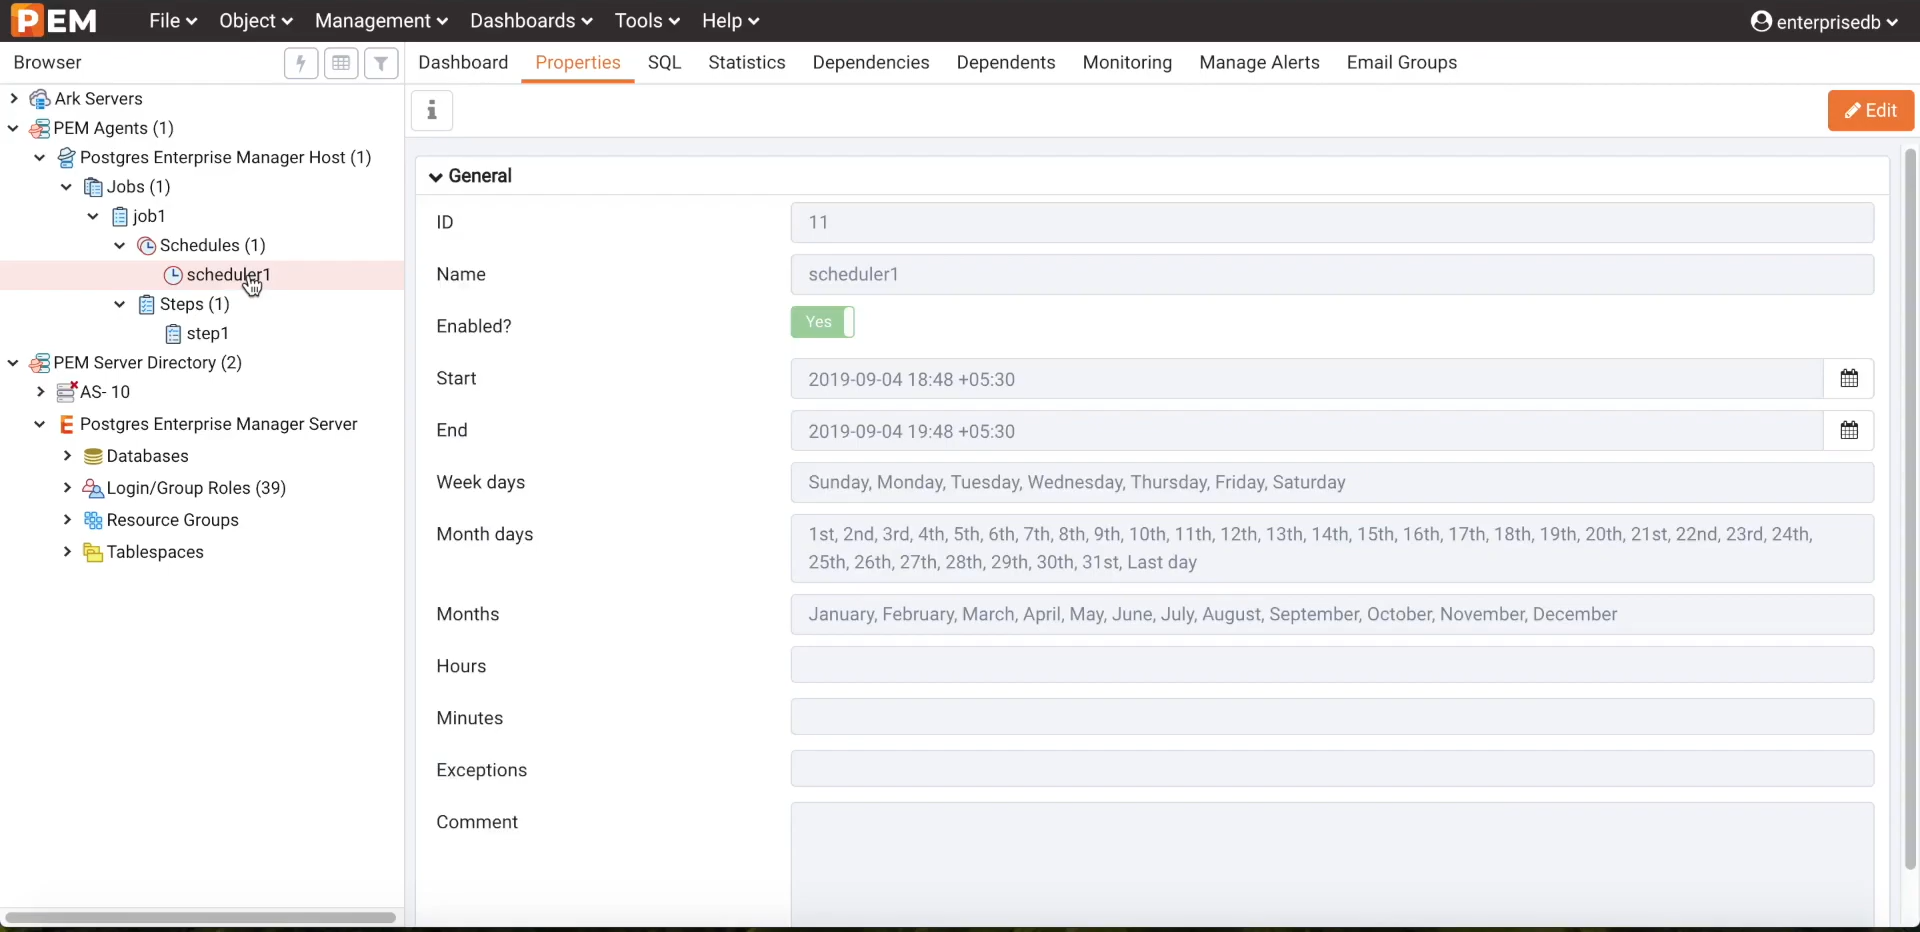 PEM File Object Management Dashboards Tools Help enterprisedb
Browser
Dashboard Properties SQL Statistics Dependencies Dependents Monitoring Manage Alerts Email Groups
Ark Servers
PEM Agents (1)
Postgres Enterprise Manager Host (1)
Jobs (1)
job1
Schedules (1)
scheduler1
Steps (1)
step1
PEM Server Directory (2)
AS- 10
Postgres Enterprise Manager Server
Databases
Login/Group Roles (39)
Resource Groups
Tablespaces
i Edit
General
ID 11
Name scheduler1
Enabled? Yes
Start 2019-09-04 18:48 +05:30
End 2019-09-04 19:48 +05:30
Week days Sunday, Monday, Tuesday, Wednesday, Thursday, Friday, Saturday
Month days 1st, 2nd, 3rd, 4th, 5th, 6th, 7th, 8th, 9th, 10th, 11th, 12th, 13th, 14th, 15th, 16th, 17th, 18th, 19th, 20th, 21st, 22nd, 23rd, 24th,
25th, 26th, 27th, 28th, 29th, 30th, 31st, Last day
Months January, February, March, April, May, June, July, August, September, October, November, December
Hours
Minutes
Exceptions
Comment